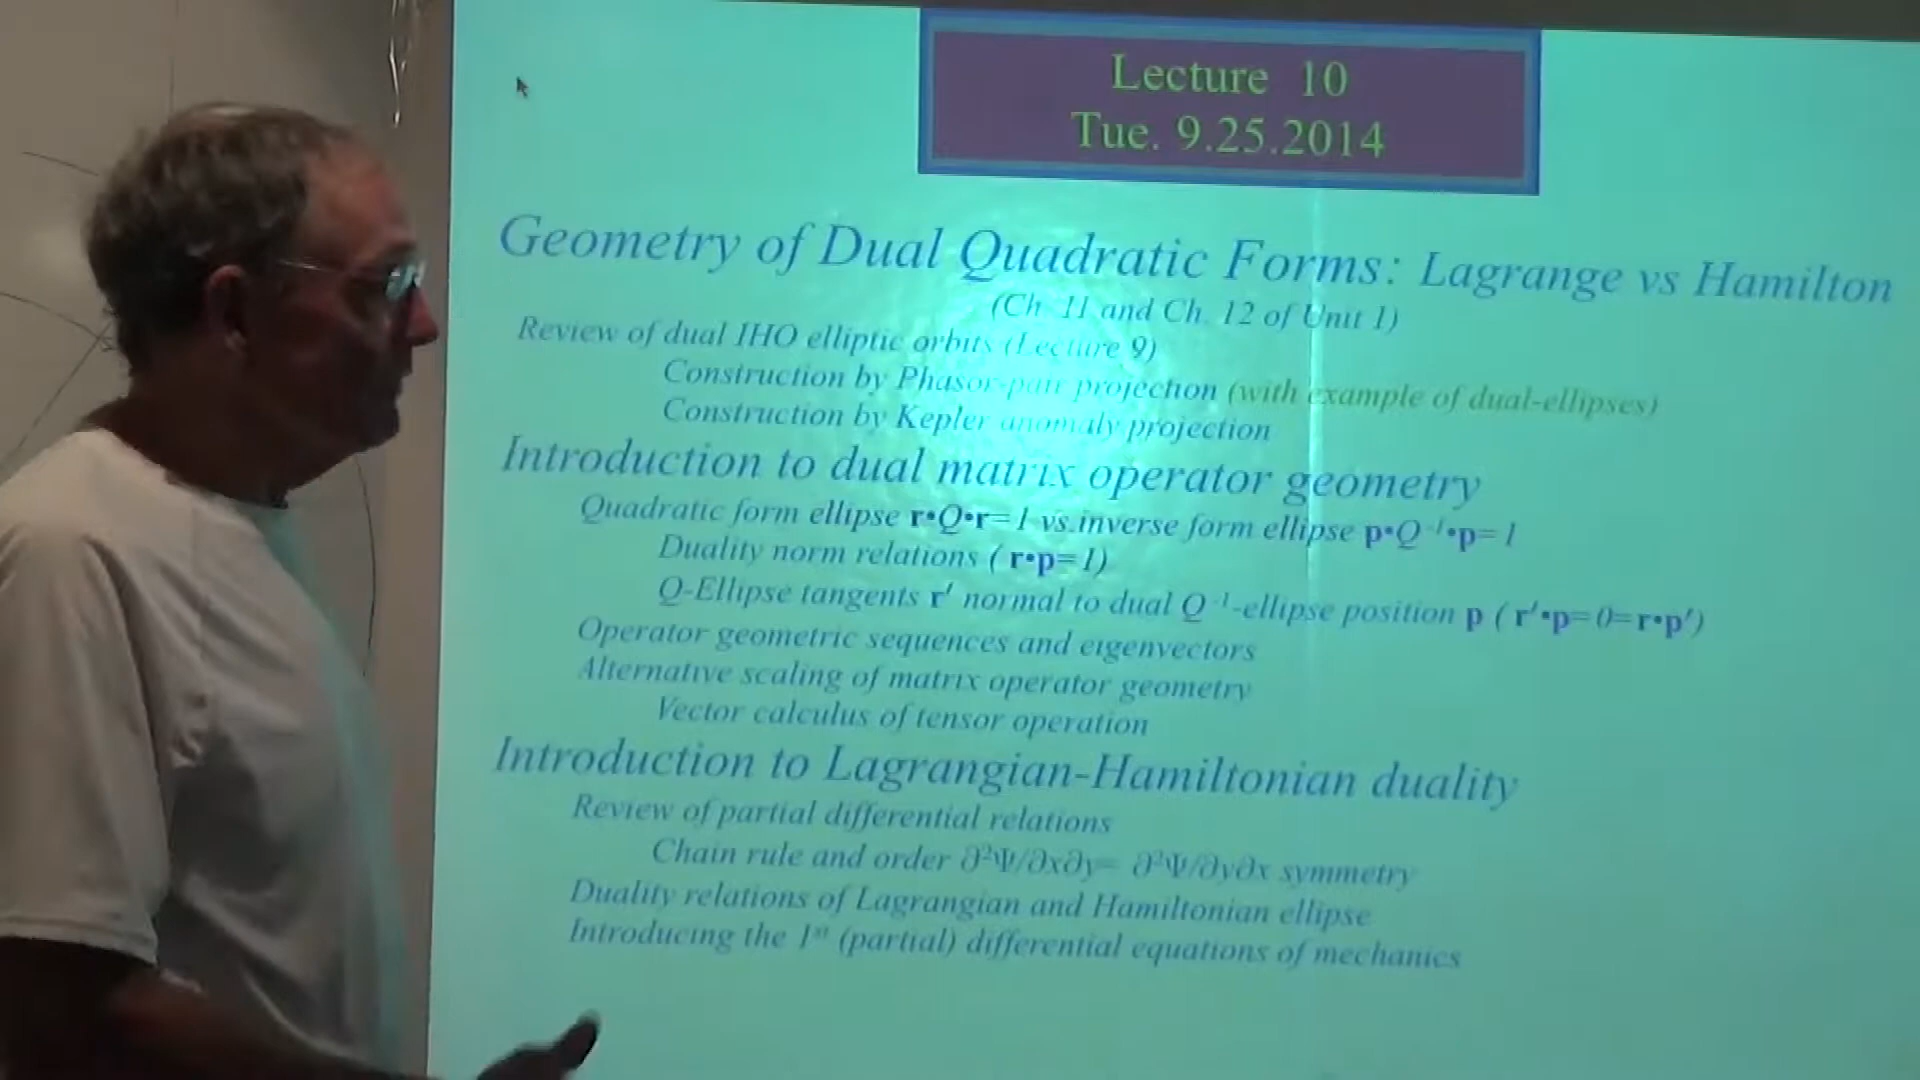 Lecture 10
Tue. 9.25.2014
Geometry of Dual Quadratic Forms: Lagrange vs Hamilton
(Ch. 11 and Ch. 12 of Unit 1)
Review of dual IHO elliptic orbits (Lecture 9)
Construction by Phasor-pair projection (with example of dual-ellipses)
Construction by Kepler anomaly projection
Introduction to dual matrix operator geometry
Quadratic form ellipse r•Q•r=1 vs.inverse form ellipse p•Q⁻¹•p=1
Duality norm relations ( r•p=1)
Q-Ellipse tangents r′ normal to dual Q⁻¹-ellipse position p ( r′•p=0=r•p′)
Operator geometric sequences and eigenvectors
Alternative scaling of matrix operator geometry
Vector calculus of tensor operation
Introduction to Lagrangian-Hamiltonian duality
Review of partial differential relations
Chain rule and order ∂²Ψ/∂x∂y= ∂²Ψ/∂y∂x symmetry
Duality relations of Lagrangian and Hamiltonian ellipse
Introducing the 1ˢᵗ (partial) differential equations of mechanics